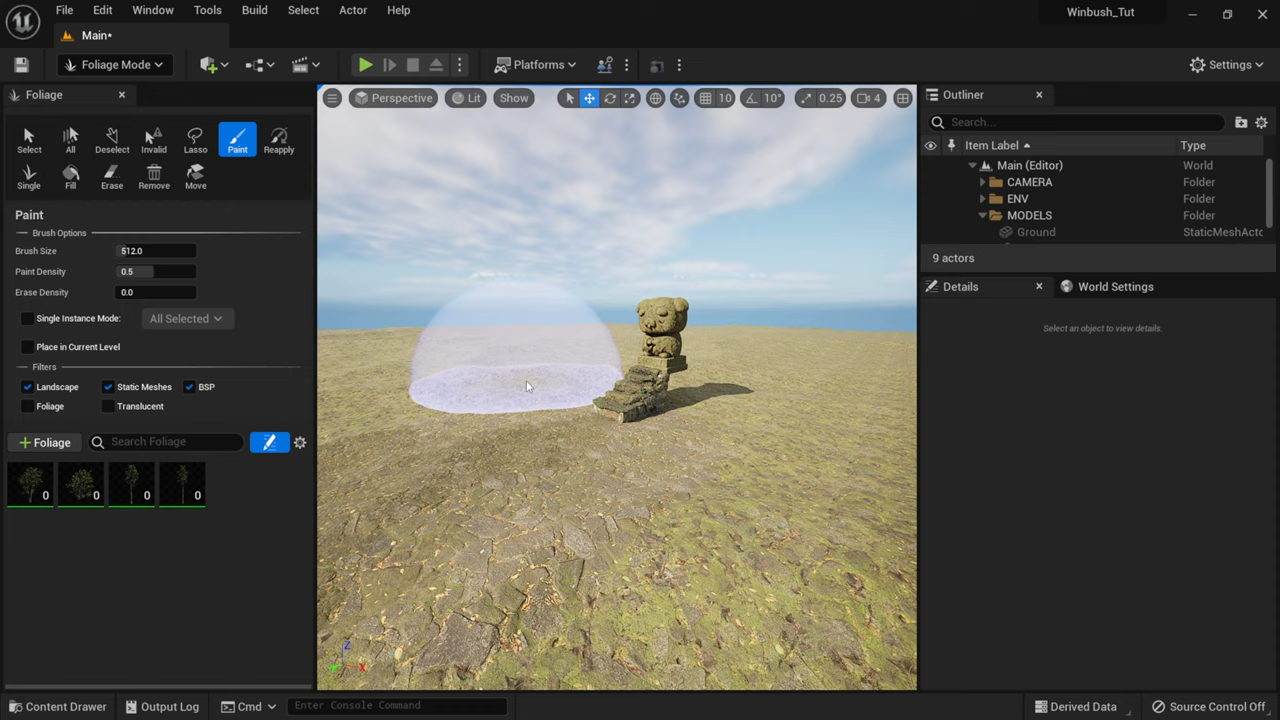 File Edit Window Tools Build Select Actor Help
Winbush_Tut
Main*
Foliage Mode
Platforms
Settings
Foliage
Select All Deselect Invalid Lasso Paint Reapply
Single Fill Erase Remove Move
Paint
Brush Options
Brush Size 512.0
Paint Density 0.5
Erase Density 0.0
Single Instance Mode: All Selected
Place in Current Level
Filters
Landscape Static Meshes BSP
Foliage Translucent
+ Foliage Search Foliage
0 0 0 0
Perspective Lit Show 10 10° 0.25 4
Z
X
Outliner
Search...
Item Label Type
Main (Editor) World
CAMERA Folder
ENV Folder
MODELS Folder
Ground StaticMeshActo
9 actors
Details World Settings
Select an object to view details.
Content Drawer Output Log Cmd Enter Console Command Derived Data Source Control Off